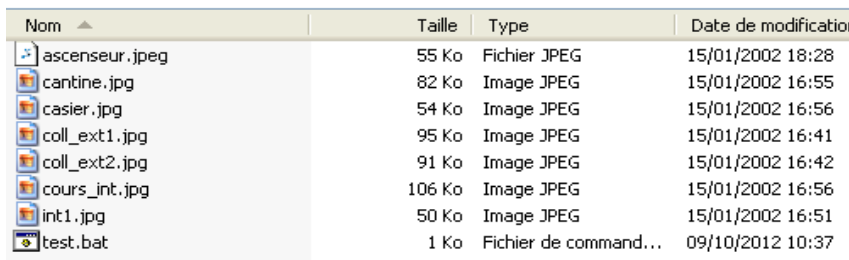 Nom Taille Type Date de modification
ascenseur.jpeg 55 Ko Fichier JPEG 15/01/2002 18:28
cantine.jpg 82 Ko Image JPEG 15/01/2002 16:55
casier.jpg 54 Ko Image JPEG 15/01/2002 16:56
coll_ext1.jpg 95 Ko Image JPEG 15/01/2002 16:41
coll_ext2.jpg 91 Ko Image JPEG 15/01/2002 16:42
cours_int.jpg 106 Ko Image JPEG 15/01/2002 16:56
int1.jpg 50 Ko Image JPEG 15/01/2002 16:51
test.bat 1 Ko Fichier de command... 09/10/2012 10:37